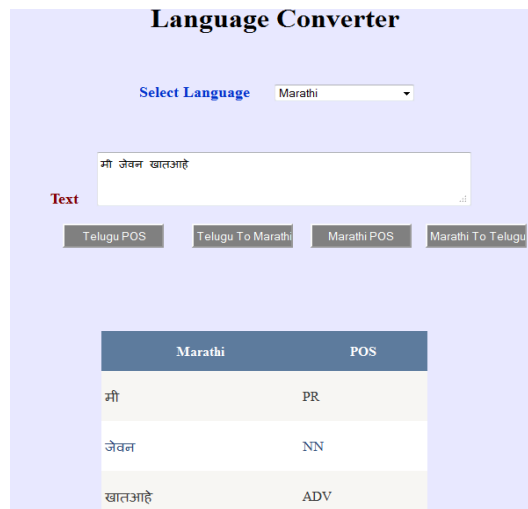 Language Converter
Select Language Marathi
मी जेवन खातआहे
Text
Telugu POS Telugu To Marathi Marathi POS Marathi To Telugu
Marathi POS
मी PR
जेवन NN
खातआहे ADV